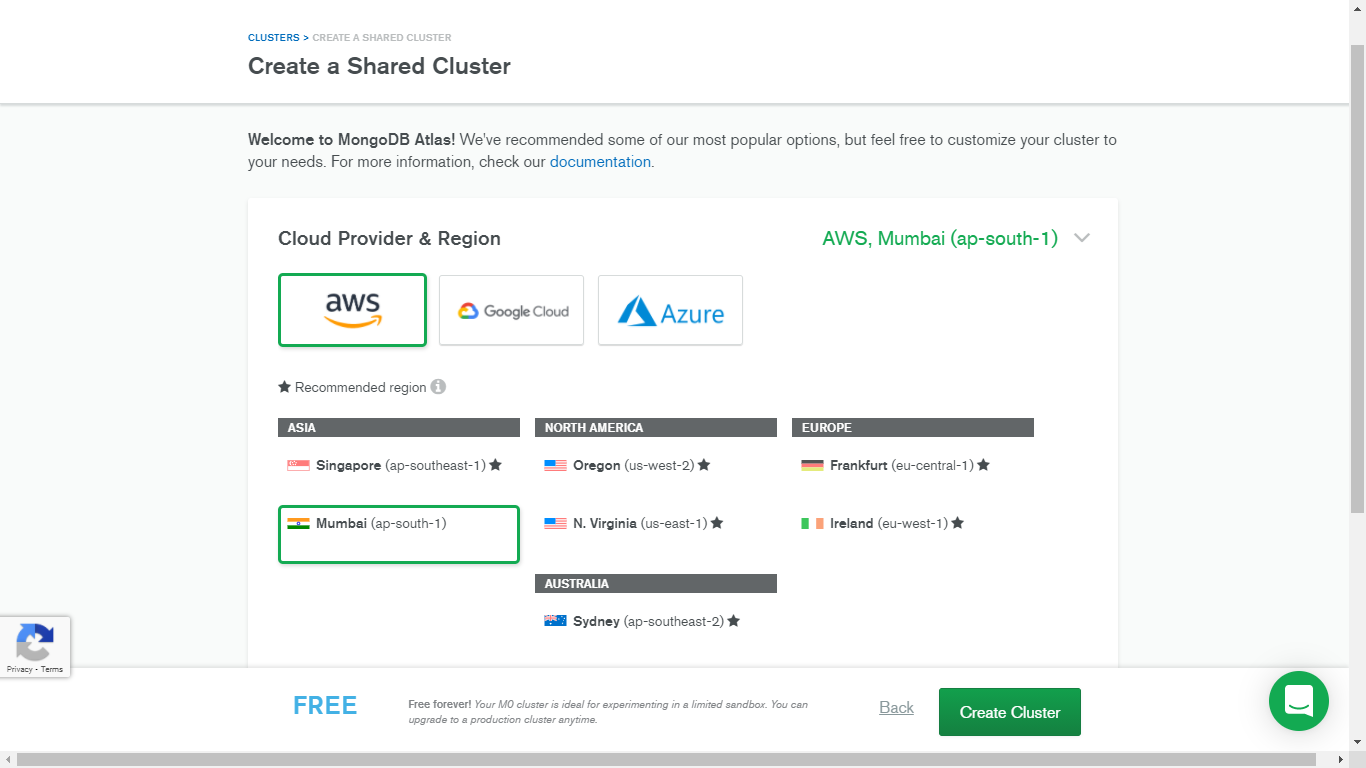 CLUSTERS > CREATE A SHARED CLUSTER
Create a Shared Cluster
Welcome to MongoDB Atlas! We've recommended some of our most popular options, but feel free to customize your cluster to
your needs. For more information, check our documentation.
Cloud Provider & Region
AWS, Mumbai (ap-south-1)
aws
Google Cloud
Azure
★ Recommended region
ASIA
Singapore (ap-southeast-1) ★
Mumbai (ap-south-1)
NORTH AMERICA
Oregon (us-west-2) ★
N. Virginia (us-east-1) ★
AUSTRALIA
Sydney (ap-southeast-2) ★
EUROPE
Frankfurt (eu-central-1) ★
Ireland (eu-west-1) ★
Privacy - Terms
FREE
Free forever! Your M0 cluster is ideal for experimenting in a limited sandbox. You can
upgrade to a production cluster anytime.
Back
Create Cluster